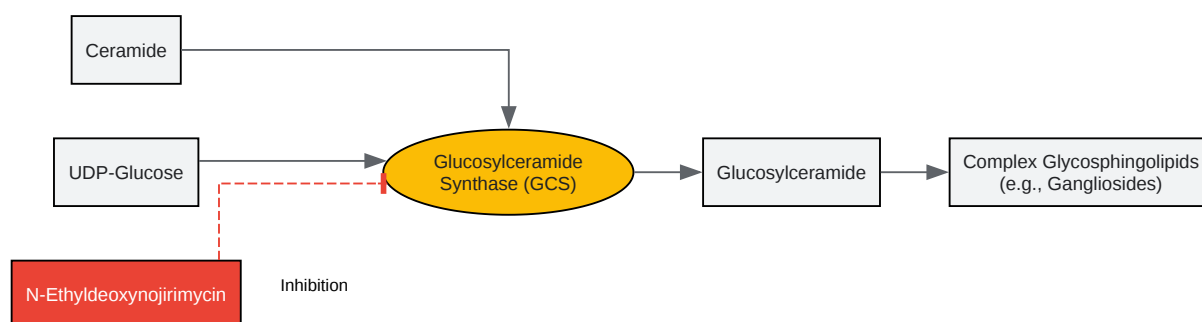 Ceramide
UDP-Glucose
Glucosylceramide
Synthase (GCS)
Glucosylceramide
Complex Glycosphingolipids
(e.g., Gangliosides)
N-Ethyldeoxynojirimycin
Inhibition